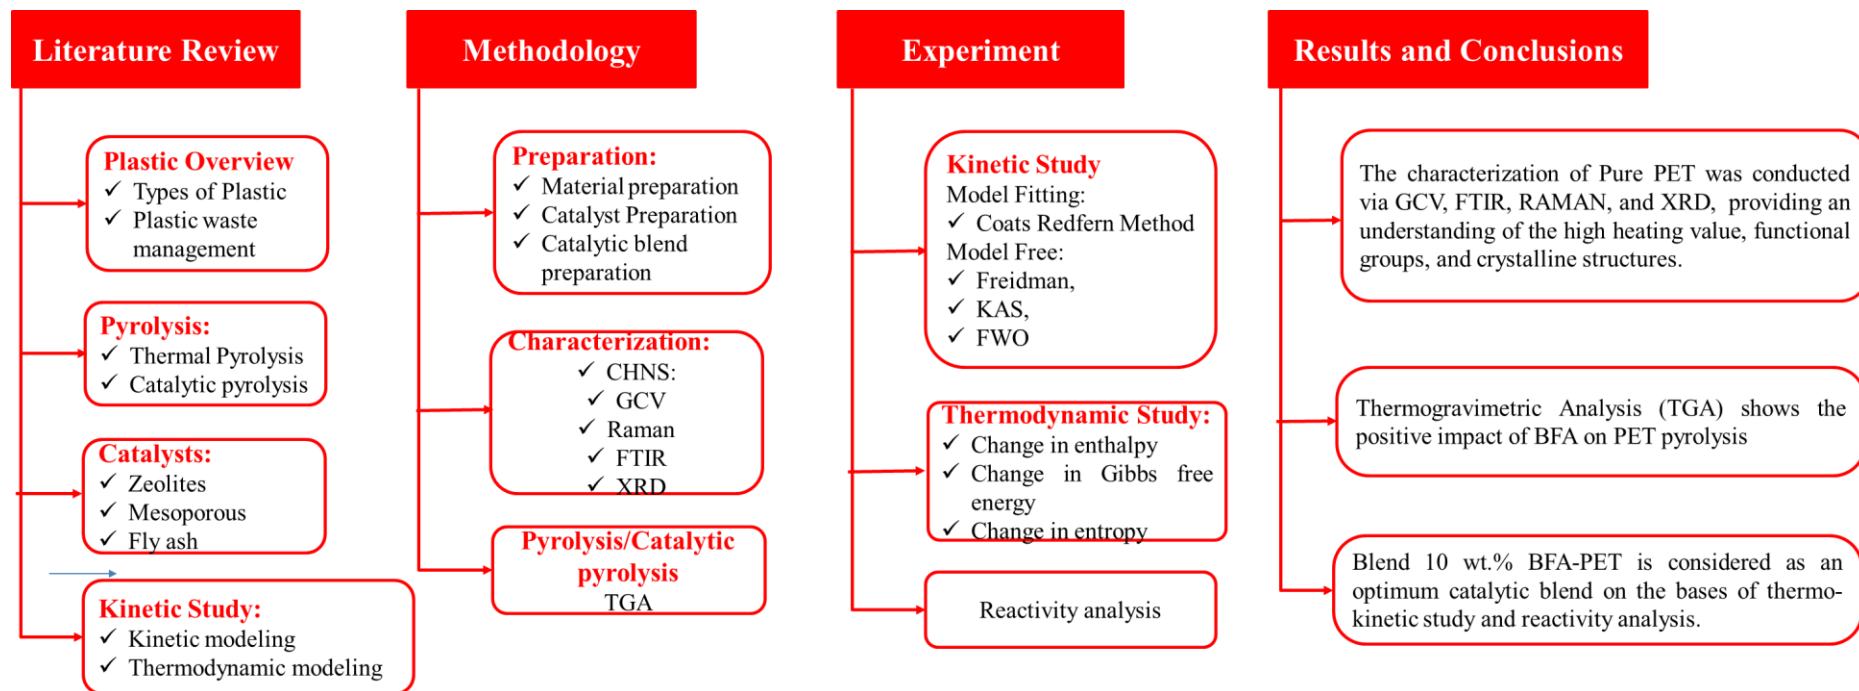 Literature Review
Plastic Overview
✓ Types of Plastic
✓ Plastic waste
management
Pyrolysis:
✓ Thermal Pyrolysis
✓ Catalytic pyrolysis
Catalysts:
✓ Zeolites
✓ Mesoporous
✓ Fly ash
Kinetic Study:
✓ Kinetic modeling
✓ Thermodynamic modeling
Methodology
Preparation:
✓ Material preparation
✓ Catalyst Preparation
✓ Catalytic blend
preparation
Characterization:
✓ CHNS:
✓ GCV
✓ Raman
✓ FTIR
✓ XRD
Pyrolysis/Catalytic
pyrolysis
TGA
Experiment
Kinetic Study
Model Fitting:
✓ Coats Redfern Method
Model Free:
✓ Freidman,
✓ KAS,
✓ FWO
Thermodynamic Study:
✓ Change in enthalpy
✓ Change in Gibbs free
energy
✓ Change in entropy
Reactivity analysis
Results and Conclusions
The characterization of Pure PET was conducted
via GCV, FTIR, RAMAN, and XRD, providing an
understanding of the high heating value, functional
groups, and crystalline structures.
Thermogravimetric Analysis (TGA) shows the
positive impact of BFA on PET pyrolysis
Blend 10 wt.% BFA-PET is considered as an
optimum catalytic blend on the bases of thermo-
kinetic study and reactivity analysis.